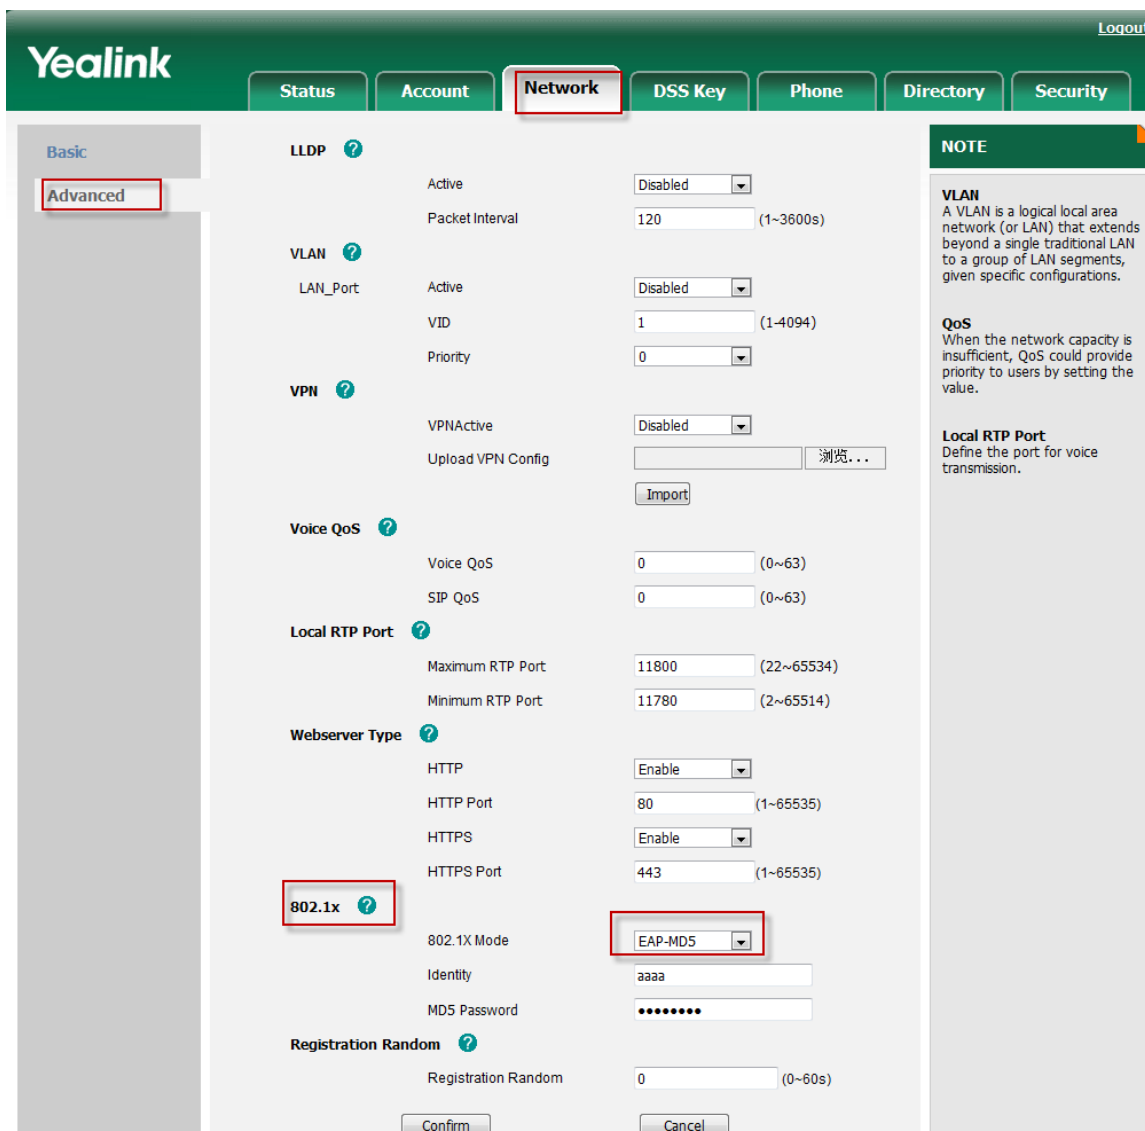 Logout
Yealink
Status Account Network DSS Key Phone Directory Security
Basic
Advanced
LLDP ?
Active Disabled
Packet Interval 120 (1~3600s)
VLAN ?
LAN_Port Active Disabled
VID 1 (1-4094)
Priority 0
VPN ?
VPNActive Disabled
Upload VPN Config 浏览...
Import
Voice QoS ?
Voice QoS 0 (0~63)
SIP QoS 0 (0~63)
Local RTP Port ?
Maximum RTP Port 11800 (22~65534)
Minimum RTP Port 11780 (2~65514)
Webserver Type ?
HTTP Enable
HTTP Port 80 (1~65535)
HTTPS Enable
HTTPS Port 443 (1~65535)
802.1x ?
802.1X Mode EAP-MD5
Identity aaaa
MD5 Password ••••••••
Registration Random ?
Registration Random 0 (0~60s)
Confirm Cancel
NOTE
VLAN
A VLAN is a logical local area
network (or LAN) that extends
beyond a single traditional LAN
to a group of LAN segments,
given specific configurations.
QoS
When the network capacity is
insufficient, QoS could provide
priority to users by setting the
value.
Local RTP Port
Define the port for voice
transmission.